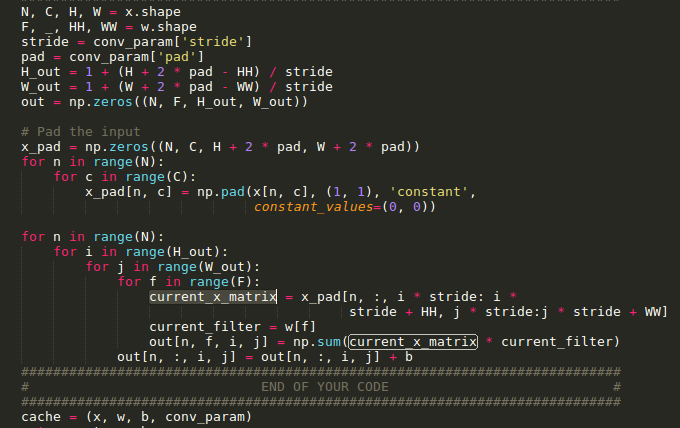 N, C, H, W = x.shape
F, _, HH, WW = w.shape
stride = conv_param['stride']
pad = conv_param['pad']
H_out = 1 + (H + 2 * pad - HH) / stride
W_out = 1 + (W + 2 * pad - WW) / stride
out = np.zeros((N, F, H_out, W_out))
# Pad the input
x_pad = np.zeros((N, C, H + 2 * pad, W + 2 * pad))
for n in range(N):
    for c in range(C):
        x_pad[n, c] = np.pad(x[n, c], (1, 1), 'constant',
                             constant_values=(0, 0))
for n in range(N):
    for i in range(H_out):
        for j in range(W_out):
            for f in range(F):
                current_x_matrix = x_pad[n, :, i * stride: i *
                                         stride + HH, j * stride:j * stride + WW]
                current_filter = w[f]
                out[n, f, i, j] = np.sum(current_x_matrix * current_filter)
            out[n, :, i, j] = out[n, :, i, j] + b
###########################################################################
#                             END OF YOUR CODE                            #
###########################################################################
cache = (x, w, b, conv_param)